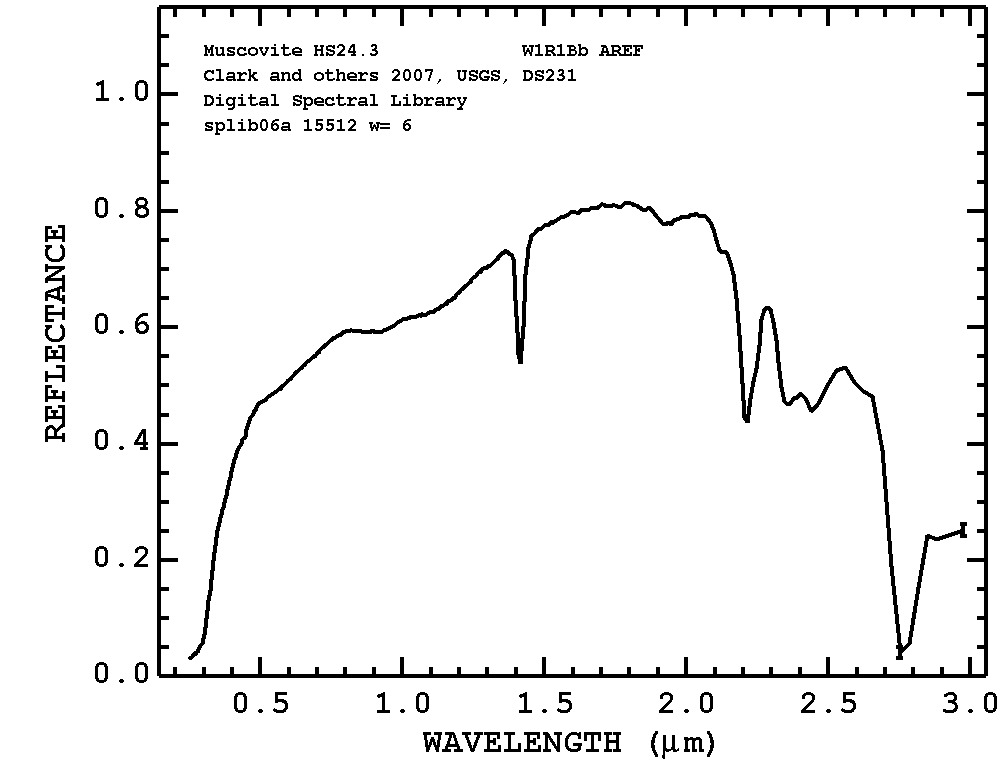 Muscovite HS24.3 W1R1Bb AREF
Clark and others 2007, USGS, DS231
Digital Spectral Library
splib06a 15512 w= 6
REFLECTANCE
1.0
0.8
0.6
0.4
0.2
0.0
0.5 1.0 1.5 2.0 2.5 3.0
WAVELENGTH (μm)